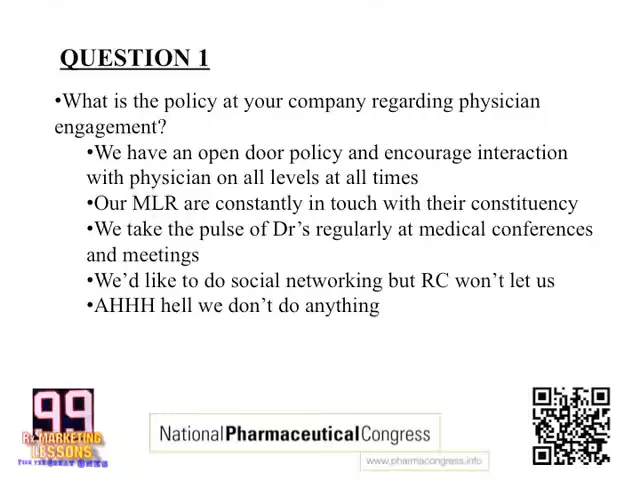 QUESTION 1
•What is the policy at your company regarding physician
engagement?
•We have an open door policy and encourage interaction
with physician on all levels at all times
•Our MLR are constantly in touch with their constituency
•We take the pulse of Dr’s regularly at medical conferences
and meetings
•We’d like to do social networking but RC won’t let us
•AHHH hell we don’t do anything
99
Rx MARKETING
LESSONS
National Pharmaceutical Congress
www.pharmacongress.info